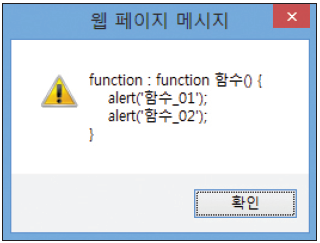 웹 페이지 메시지
function : function 함수() {
alert('함수_01');
alert('함수_02');
}
확인